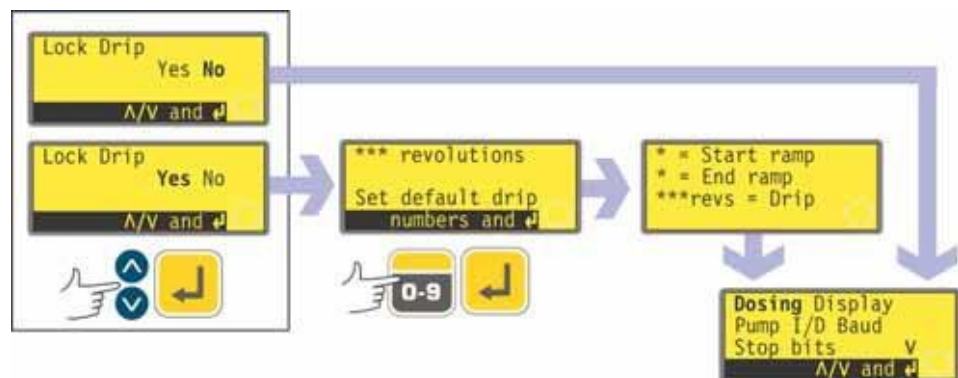 Lock Drip
Yes No
Λ/V and ↵
Lock Drip
Yes No
Λ/V and ↵
*** revolutions
Set default drip
numbers and ↵
0-9
* = Start ramp
* = End ramp
***revs = Drip
Dosing Display
Pump I/D Baud
Stop bits V
Λ/V and ↵